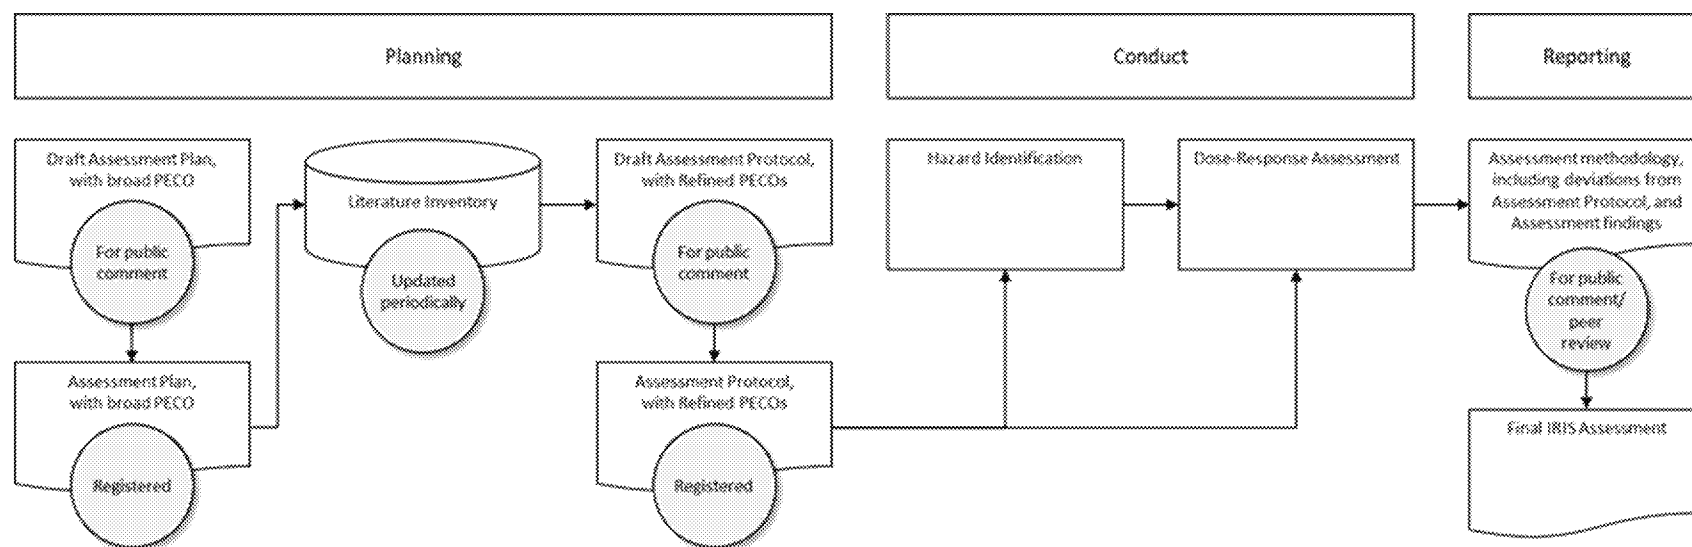 Planning
Conduct
Reporting
Draft Assessment Plan,
with broad PECO
For public
comment
Assessment Plan,
with broad PECO
Registered
Literature Inventory
Updated
periodically
Draft Assessment Protocol,
with Refined PECOs
For public
comment
Assessment Protocol,
with Refined PECOs
Registered
Hazard Identification
Dose-Response Assessment
Assessment methodology,
including deviations from
Assessment Protocol, and
Assessment findings
For public
comment/
peer
review
Final IRIS Assessment